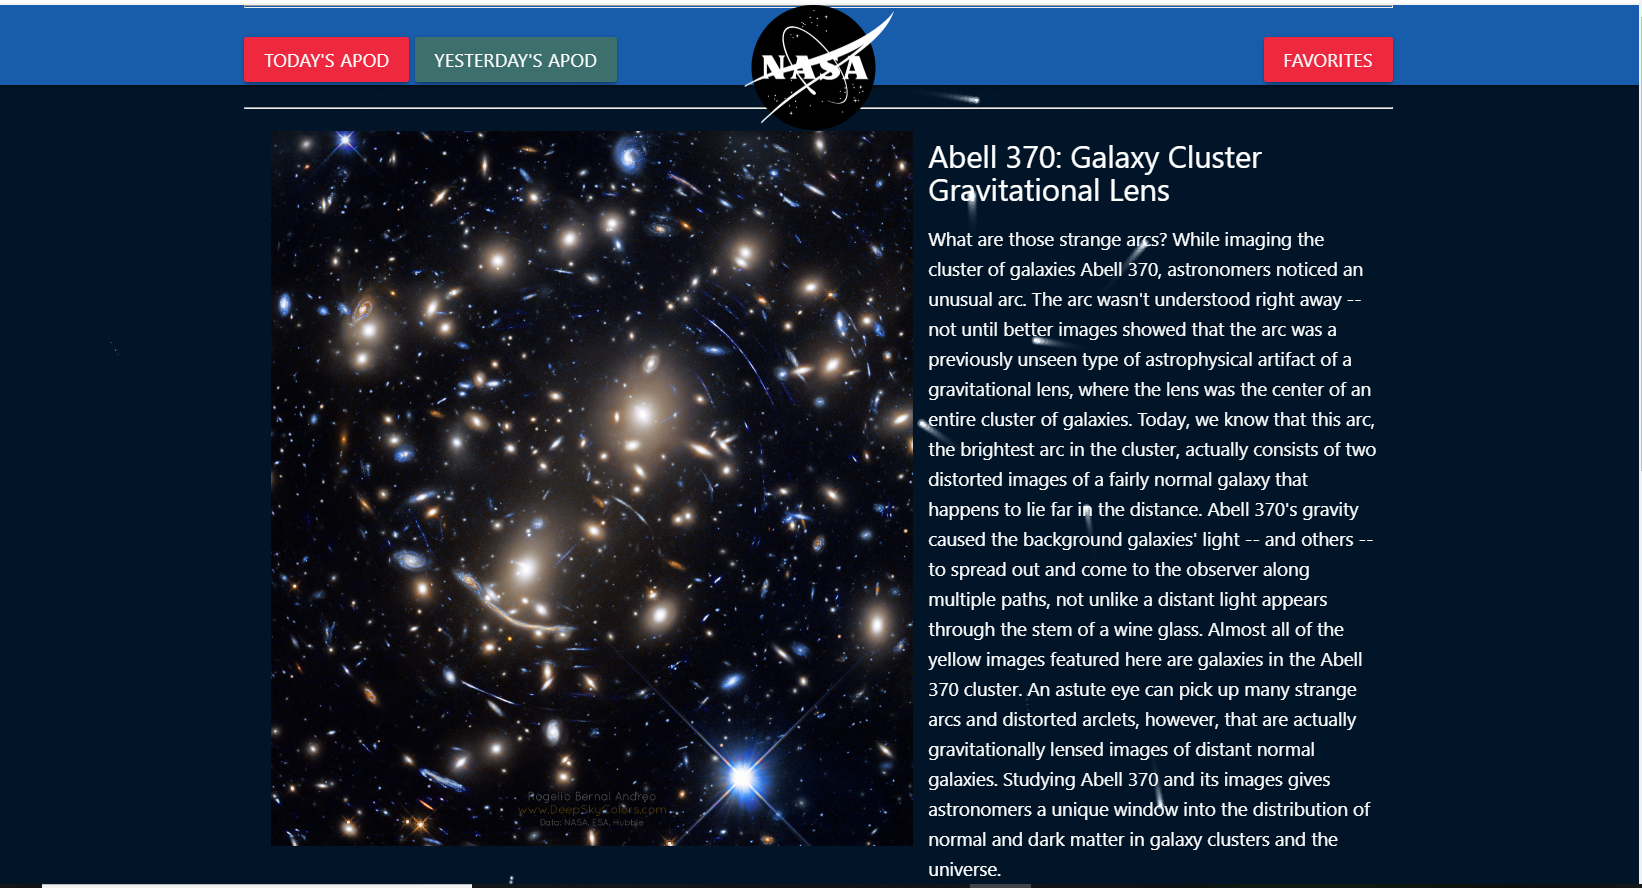 TODAY'S APOD
YESTERDAY'S APOD
NASA
FAVORITES
Abell 370: Galaxy Cluster
Gravitational Lens
What are those strange arcs? While imaging the
cluster of galaxies Abell 370, astronomers noticed an
unusual arc. The arc wasn't understood right away --
not until better images showed that the arc was a
previously unseen type of astrophysical artifact of a
gravitational lens, where the lens was the center of an
entire cluster of galaxies. Today, we know that this arc,
the brightest arc in the cluster, actually consists of two
distorted images of a fairly normal galaxy that
happens to lie far in the distance. Abell 370's gravity
caused the background galaxies' light -- and others --
to spread out and come to the observer along
multiple paths, not unlike a distant light appears
through the stem of a wine glass. Almost all of the
yellow images featured here are galaxies in the Abell
370 cluster. An astute eye can pick up many strange
arcs and distorted arclets, however, that are actually
gravitationally lensed images of distant normal
galaxies. Studying Abell 370 and its images gives
astronomers a unique window into the distribution of
normal and dark matter in galaxy clusters and the
universe.
Rogelio Bernal Andreo
www.DeepSkyColors.com
Data: NASA, ESA, Hubble